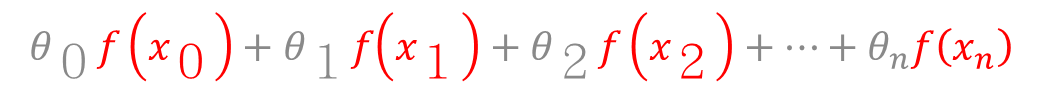 θ₀f(x₀) + θ₁f(x₁) + θ₂f(x₂) + ⋯ + θₙf(xₙ)